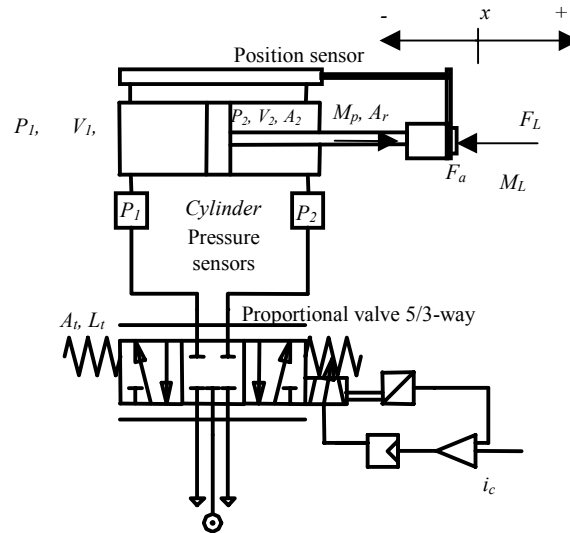 - x +
Position sensor
P1, V1,
P2, V2, A2
Mp, Ar
FL
Fa
ML
P1
Cylinder
P2
Pressure
sensors
At, Lt
Proportional valve 5/3-way
ic